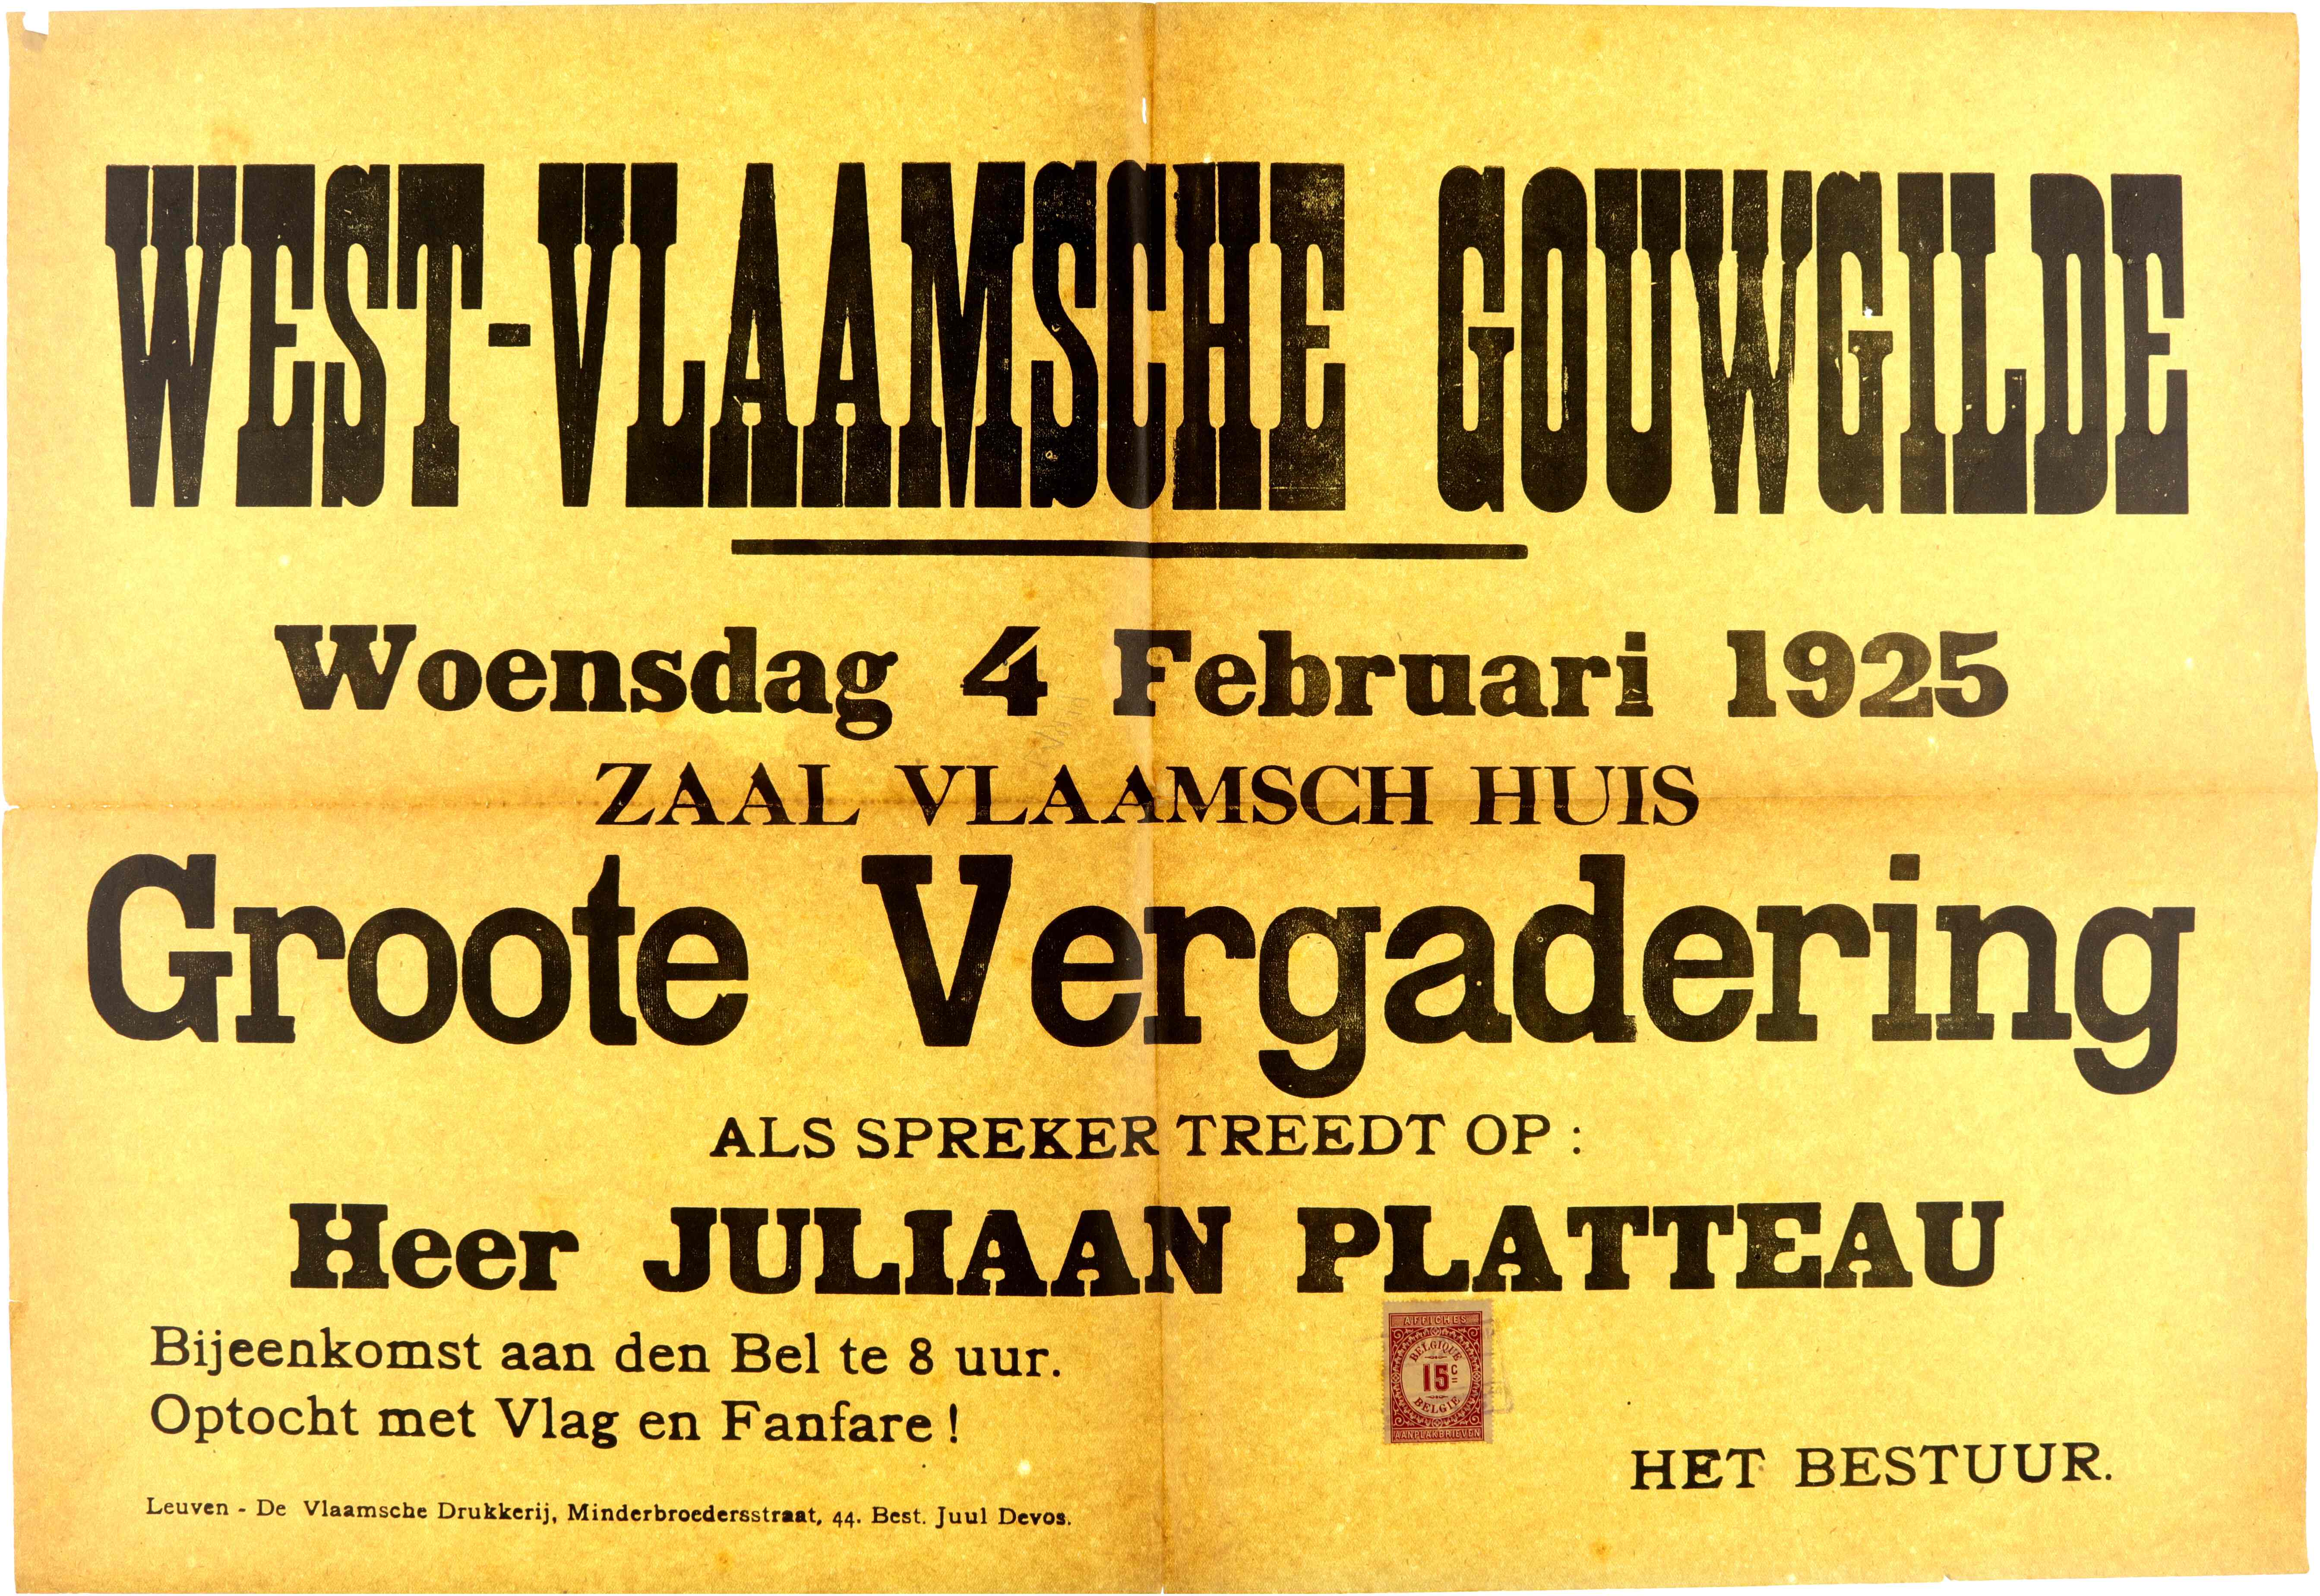 WEST-VLAAMSCHE GOUWGILDE
Woensdag 4 Februari 1925
ZAAL VLAAMSCH HUIS
Groote Vergadering
ALS SPREKER TREEDT OP :
Heer JULIAAN PLATTEAU
Bijeenkomst aan den Bel te 8 uur.
Optocht met Vlag en Fanfare !
AFFICHES
BELGIQUE
15 C
BELGIE
AANPLAKBRIEVEN
HET BESTUUR.
Leuven - De Vlaamsche Drukkerij, Minderbroedersstraat, 44. Best. Juul Devos.